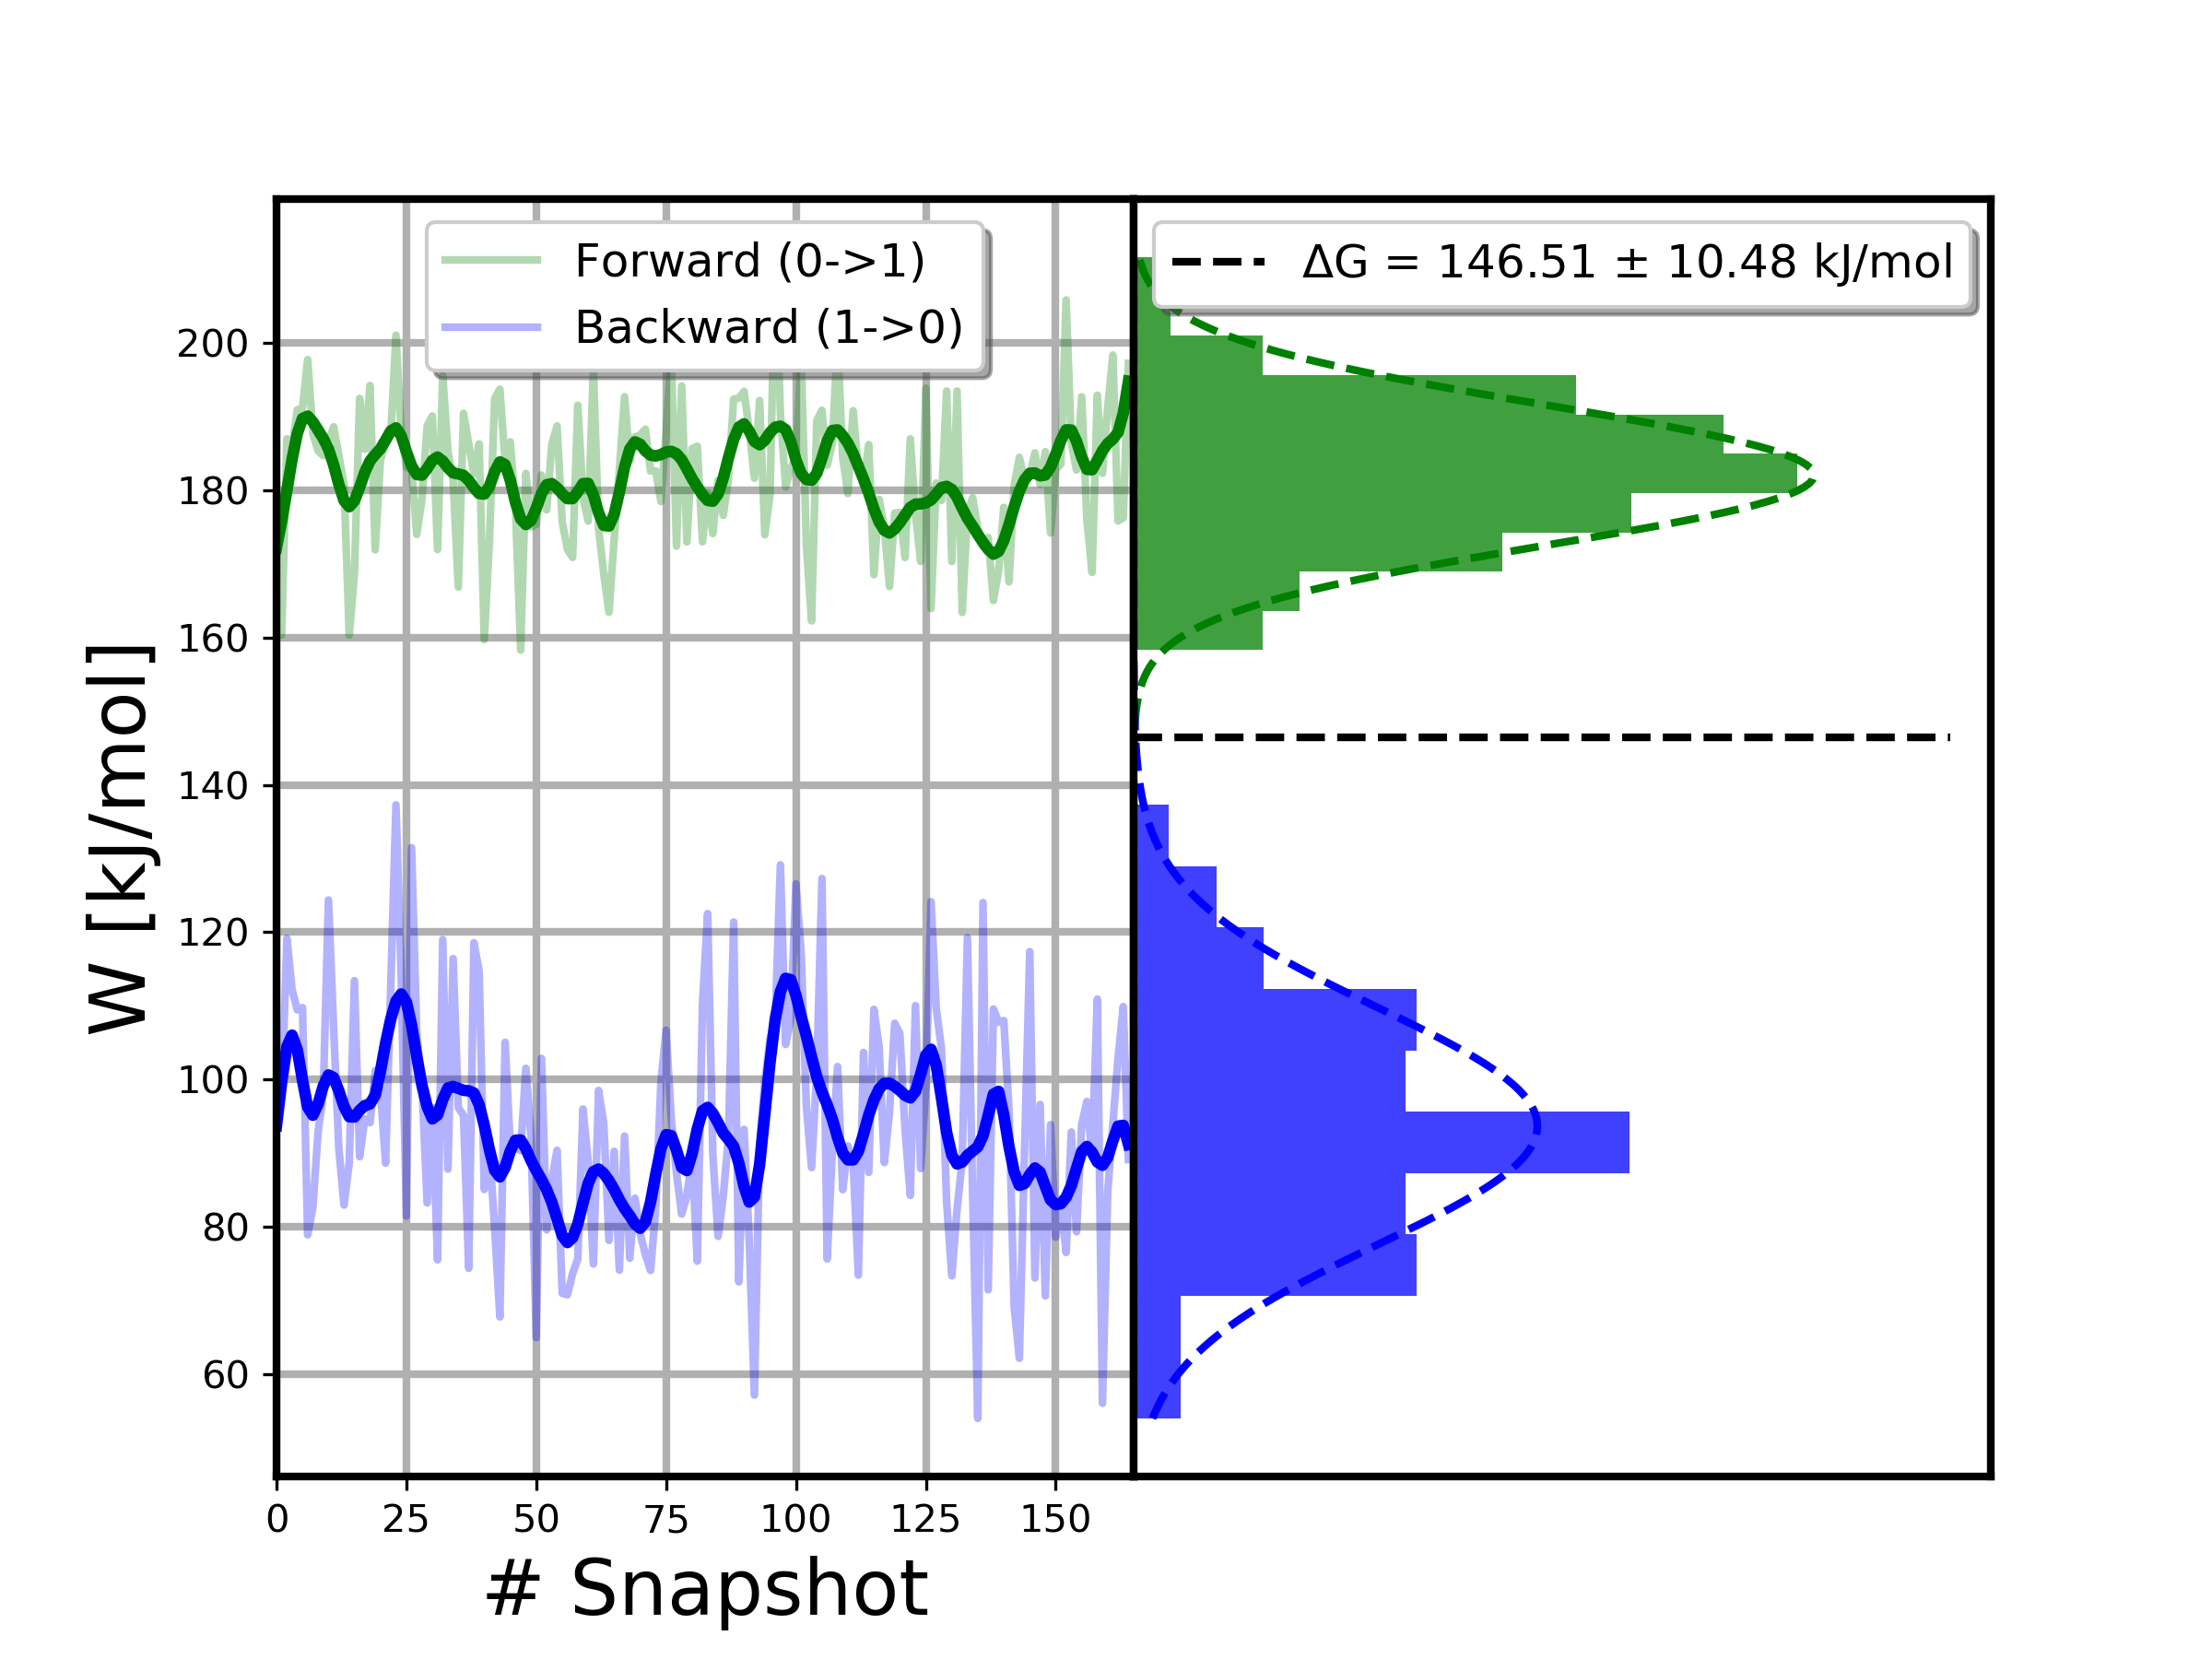 Forward (0->1)
Backward (1->0)
ΔG = 146.51 ± 10.48 kJ/mol
W [kJ/mol]
200
180
160
140
120
100
80
60
0 25 50 75 100 125 150
# Snapshot